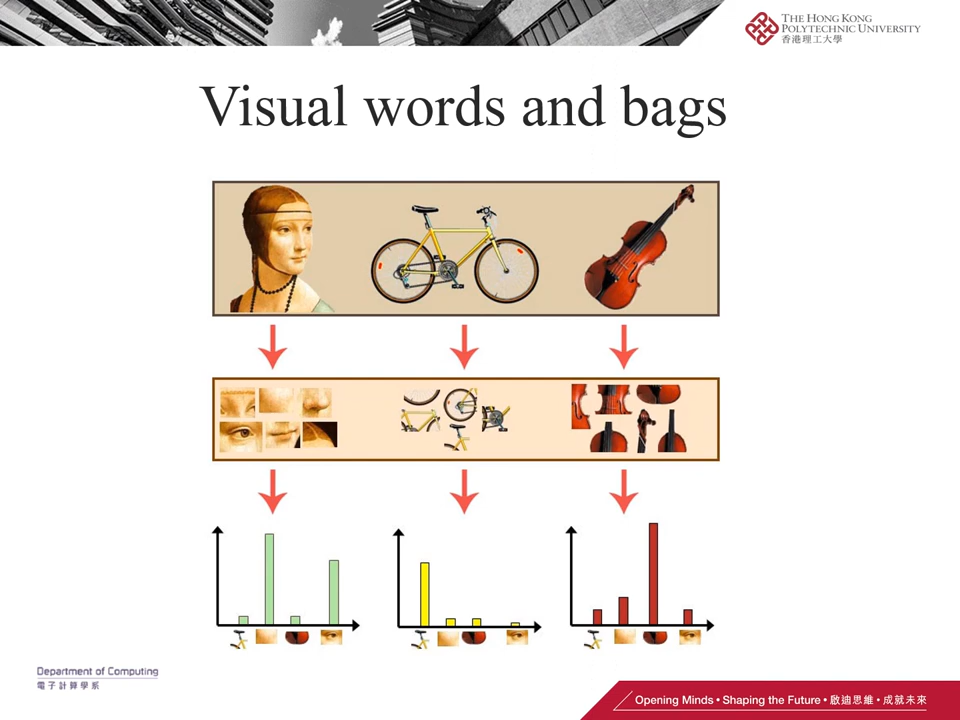 THE HONG KONG
POLYTECHNIC UNIVERSITY
香港理工大學
Visual words and bags
Department of Computing
電子計算學系
Opening Minds • Shaping the Future • 啟迪思維 • 成就未來